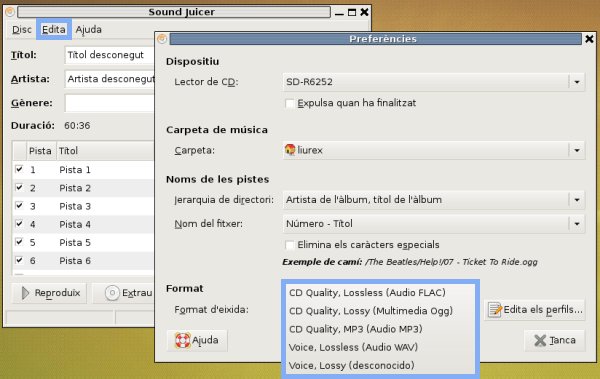 Sound Juicer
Disc Edita Ajuda
Títol: Títol desconegut
Artista: Artista desconegut
Gènere:
Duració: 60:36
Pista Títol
1 Pista 1
2 Pista 2
3 Pista 3
4 Pista 4
5 Pista 5
6 Pista 6
Reproduix Extrau
Preferències
Dispositiu
Lector de CD: SD-R6252
Expulsa quan ha finalitzat
Carpeta de música
Carpeta: liurex
Noms de les pistes
Jerarquia de directori: Artista de l'àlbum, títol de l'àlbum
Nom del fitxer: Número - Títol
Elimina els caràcters especials
Exemple de camí: /The Beatles/Help!/07 - Ticket To Ride.ogg
Format
Format d'eixida:
CD Quality, Lossless (Audio FLAC)
CD Quality, Lossy (Multimedia Ogg)
CD Quality, MP3 (Audio MP3)
Voice, Lossless (Audio WAV)
Voice, Lossy (desconocido)
Edita els perfils...
Ajuda
Tanca